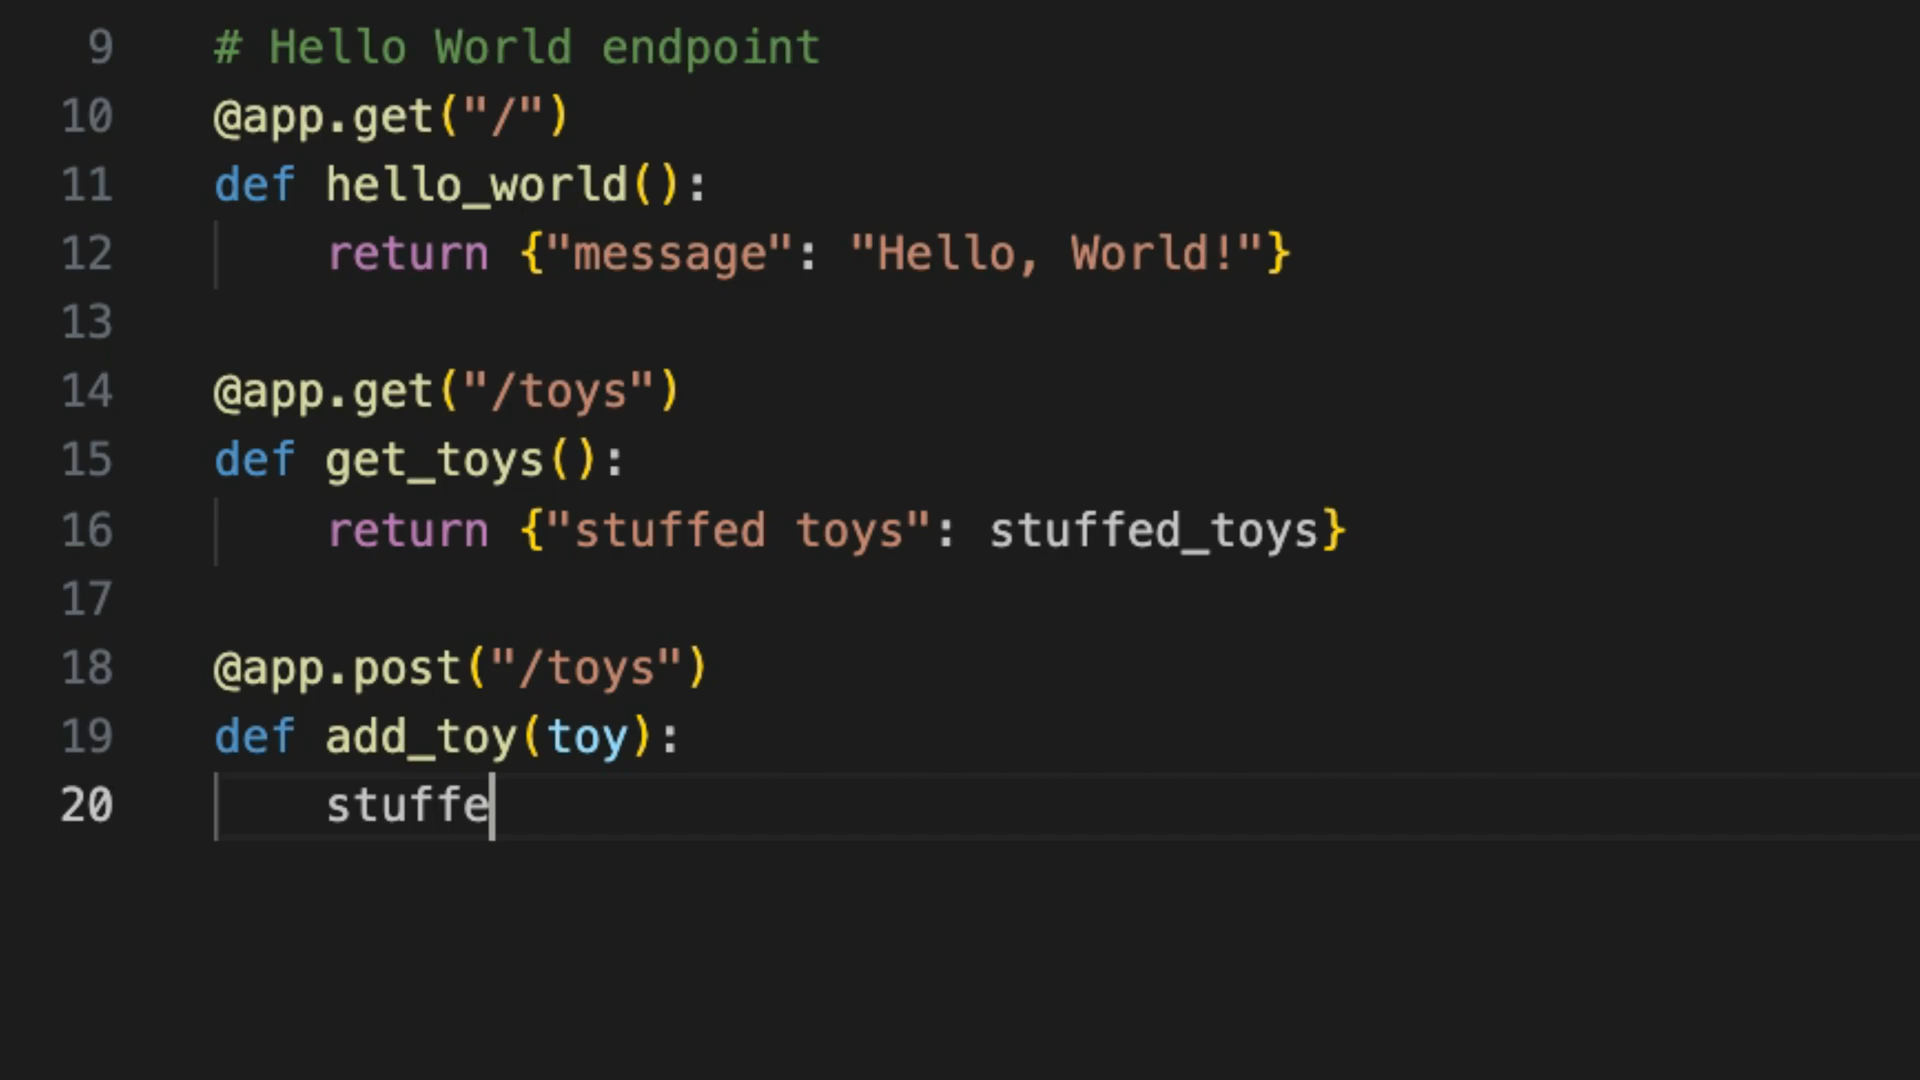 9 # Hello World endpoint
10 @app.get("/")
11 def hello_world():
12 return {"message": "Hello, World!"}
13
14 @app.get("/toys")
15 def get_toys():
16 return {"stuffed toys": stuffed_toys}
17
18 @app.post("/toys")
19 def add_toy(toy):
20 stuffe